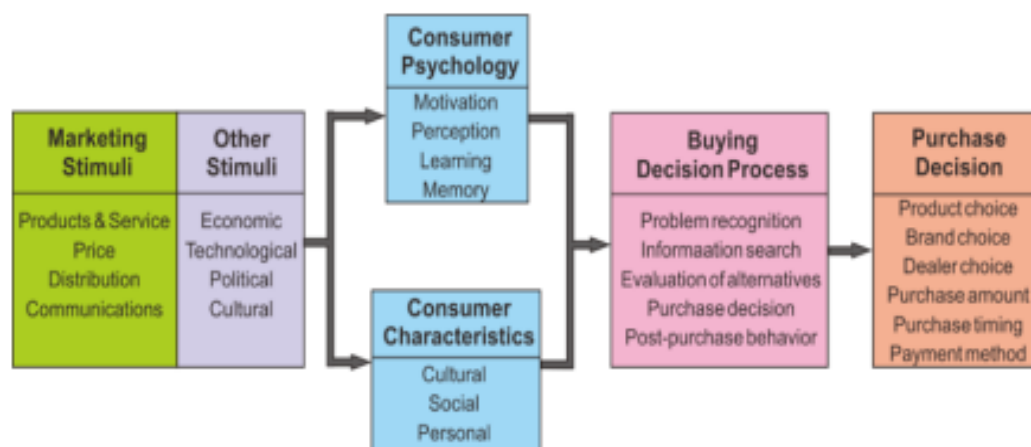 Marketing
Stimuli
Products & Service
Price
Distribution
Communications
Other
Stimuli
Economic
Technological
Political
Cultural
Consumer
Psychology
Motivation
Perception
Learning
Memory
Consumer
Characteristics
Cultural
Social
Personal
Buying
Decision Process
Problem recognition
Informaation search
Evaluation of alternatives
Purchase decision
Post-purchase behavior
Purchase
Decision
Product choice
Brand choice
Dealer choice
Purchase amount
Purchase timing
Payment method